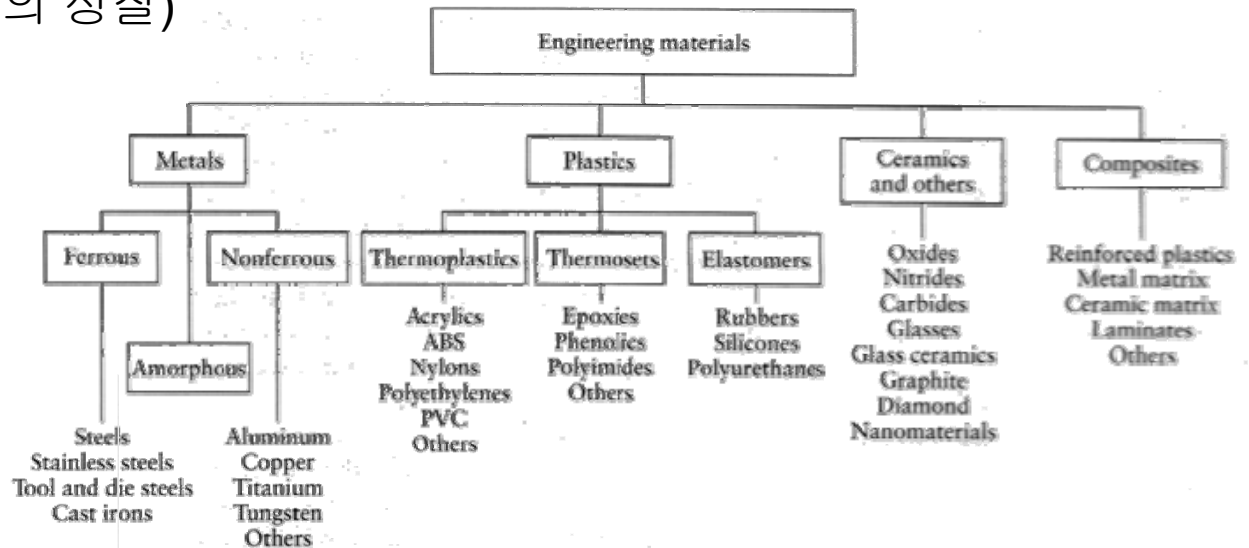 의 성질)
Engineering materials
Metals
Plastics
Ceramics
and others
Composites
Ferrous
Nonferrous
Thermoplastics
Thermosets
Elastomers
Amorphous
Steels
Stainless steels
Tool and die steels
Cast irons
Aluminum
Copper
Titanium
Tungsten
Others
Acrylics
ABS
Nylons
Polyethylenes
PVC
Others
Epoxies
Phenolics
Polyimides
Others
Rubbers
Silicones
Polyurethanes
Oxides
Nitrides
Carbides
Glasses
Glass ceramics
Graphite
Diamond
Nanomaterials
Reinforced plastics
Metal matrix
Ceramic matrix
Laminates
Others